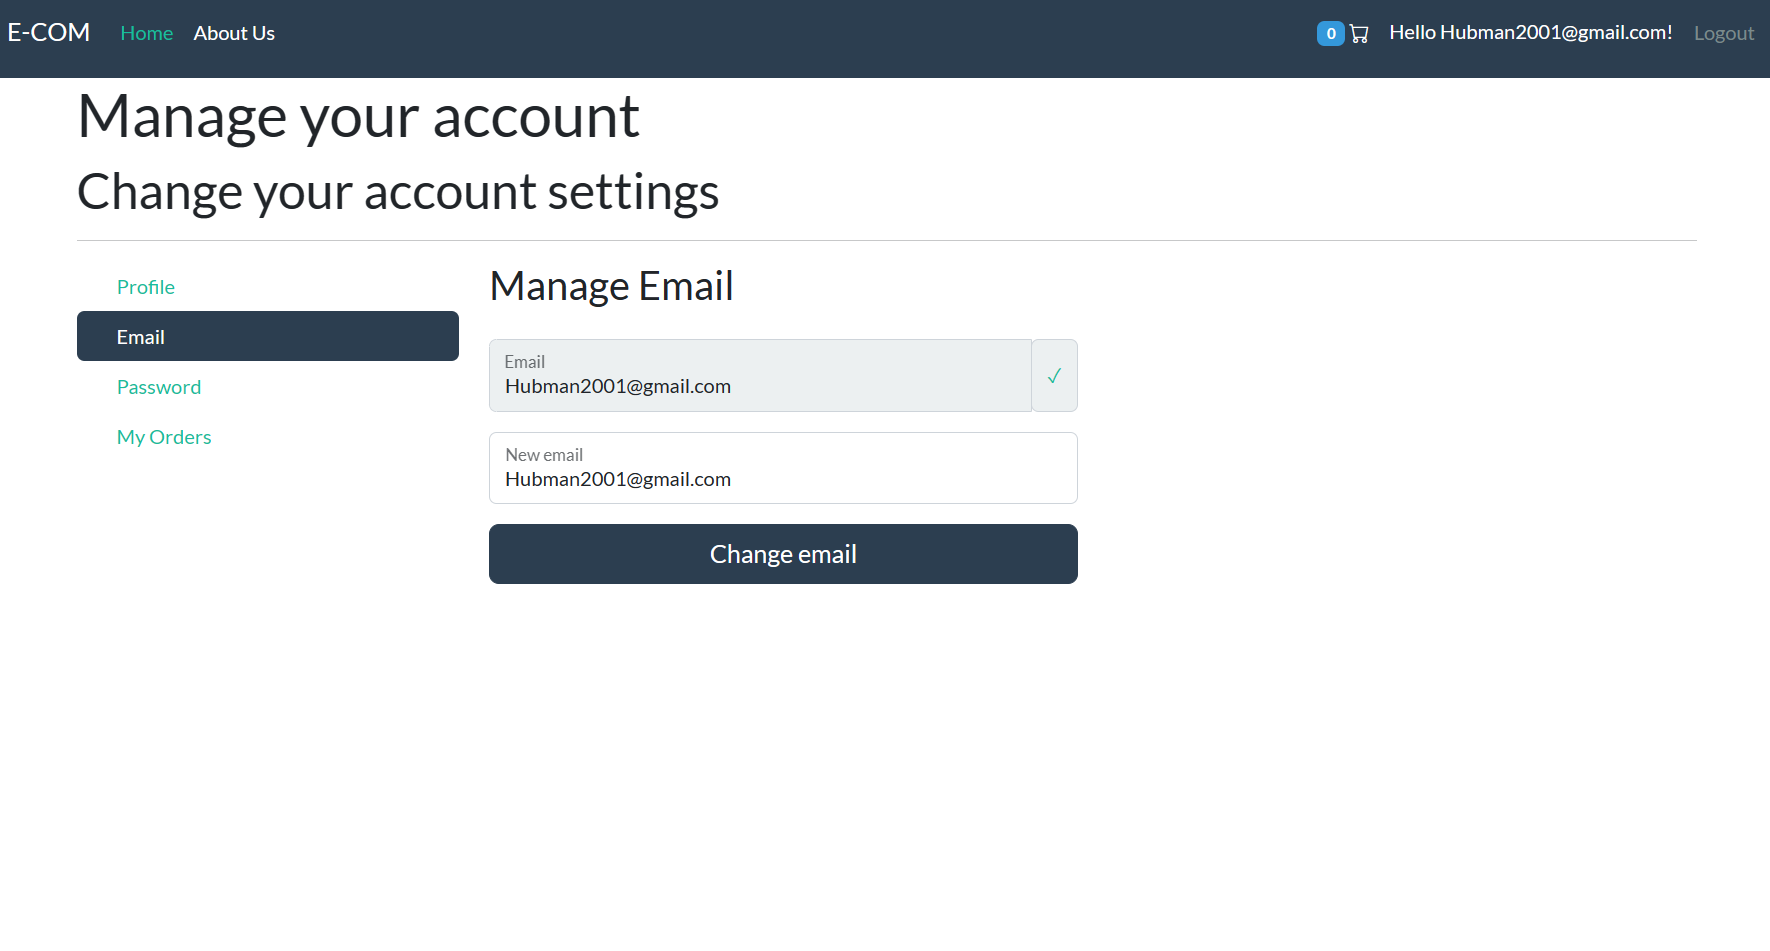 E-COM Home About Us 0 Hello Hubman2001@gmail.com! Logout
Manage your account
Change your account settings
Profile
Email
Password
My Orders
Manage Email
Email
Hubman2001@gmail.com
✓
New email
Hubman2001@gmail.com
Change email